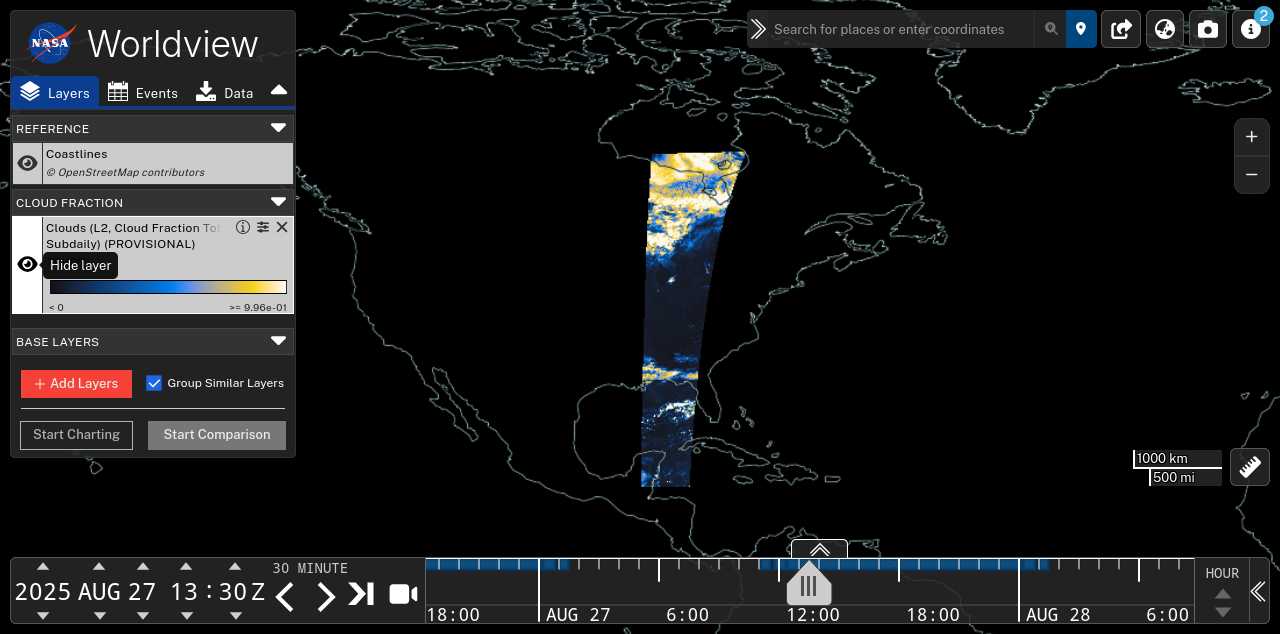 NASA
Worldview
Layers
Events
Data
REFERENCE
Coastlines
© OpenStreetMap contributors
CLOUD FRACTION
Clouds (L2, Cloud Fraction
Subdaily) (PROVISIONAL)
Hide layer
< 0
>= 9.96e-01
BASE LAYERS
+ Add Layers
Group Similar Layers
Start Charting
Start Comparison
Search for places or enter coordinates
2
+
−
1000 km
500 mi
2025 AUG 27 13 : 30 Z
30 MINUTE
18:00
AUG 27
6:00
12:00
18:00
AUG 28
6:00
HOUR